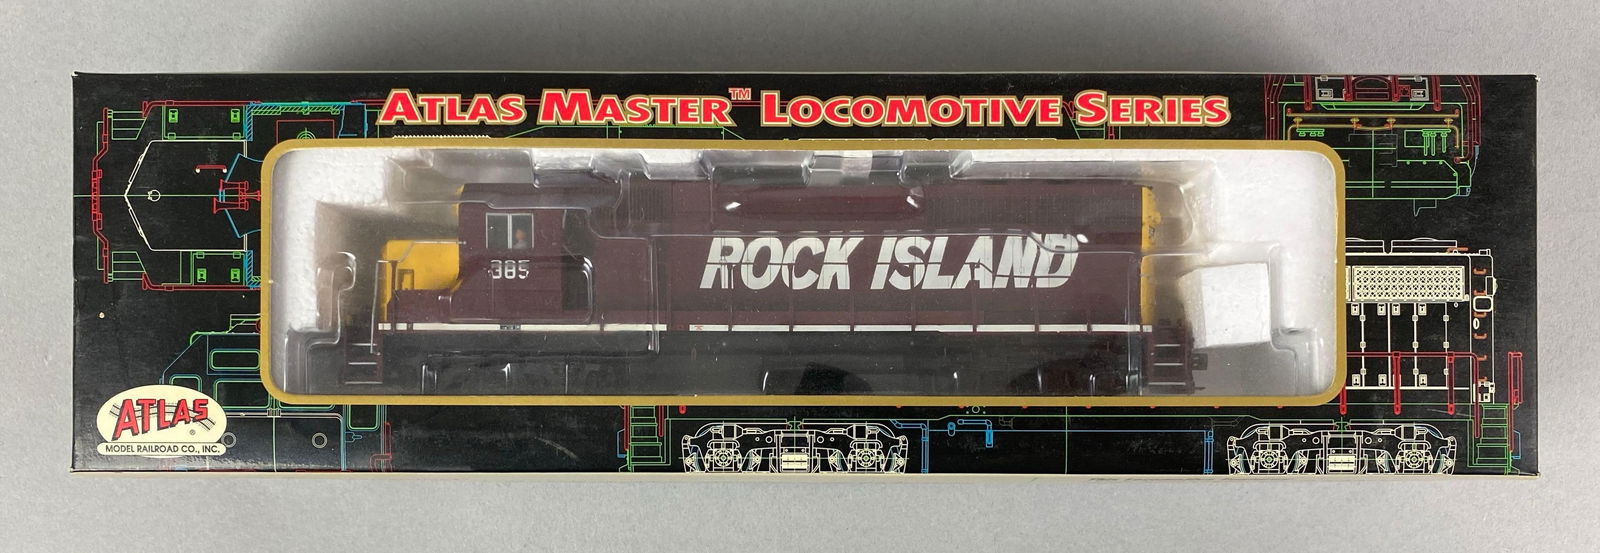 ATLAS MASTER™ LOCOMOTIVE SERIES
385
ROCK ISLAND
ATLAS®
MODEL RAILROAD CO., INC.